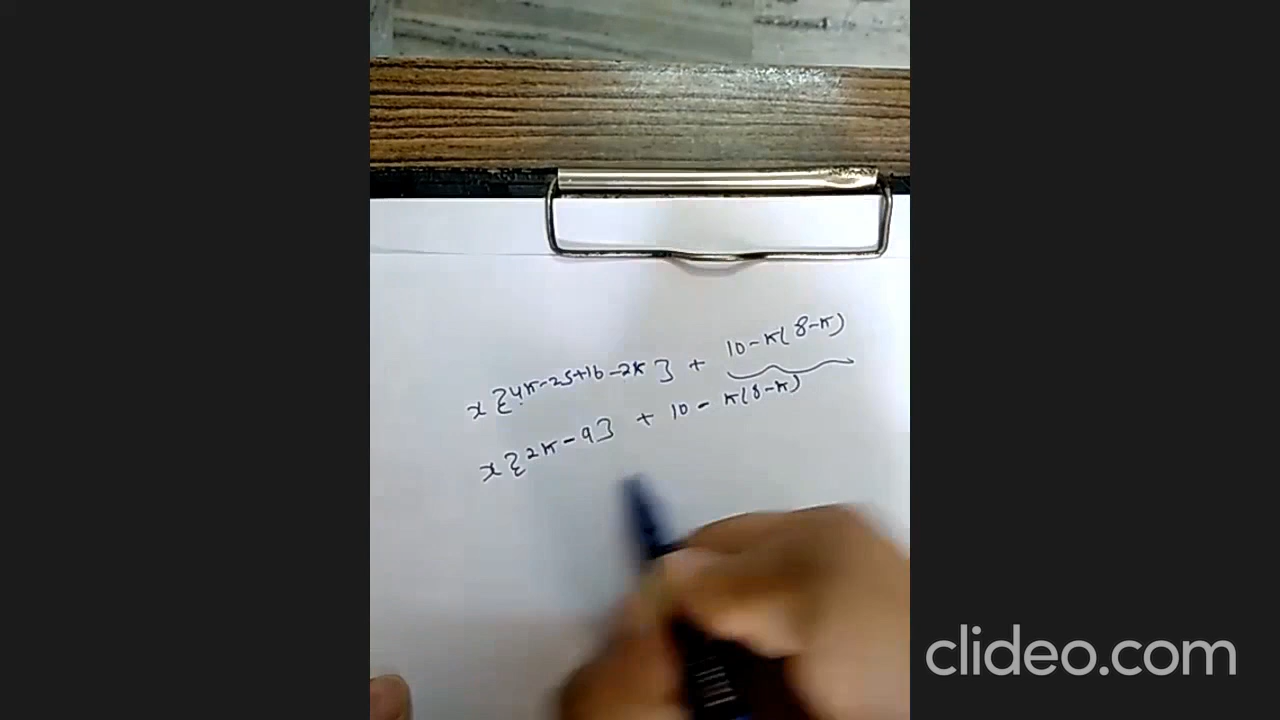 x{4k-25+16-2k} + 10-k(8-k)
x{2k-9} + 10 - k(8-k)
clideo.com